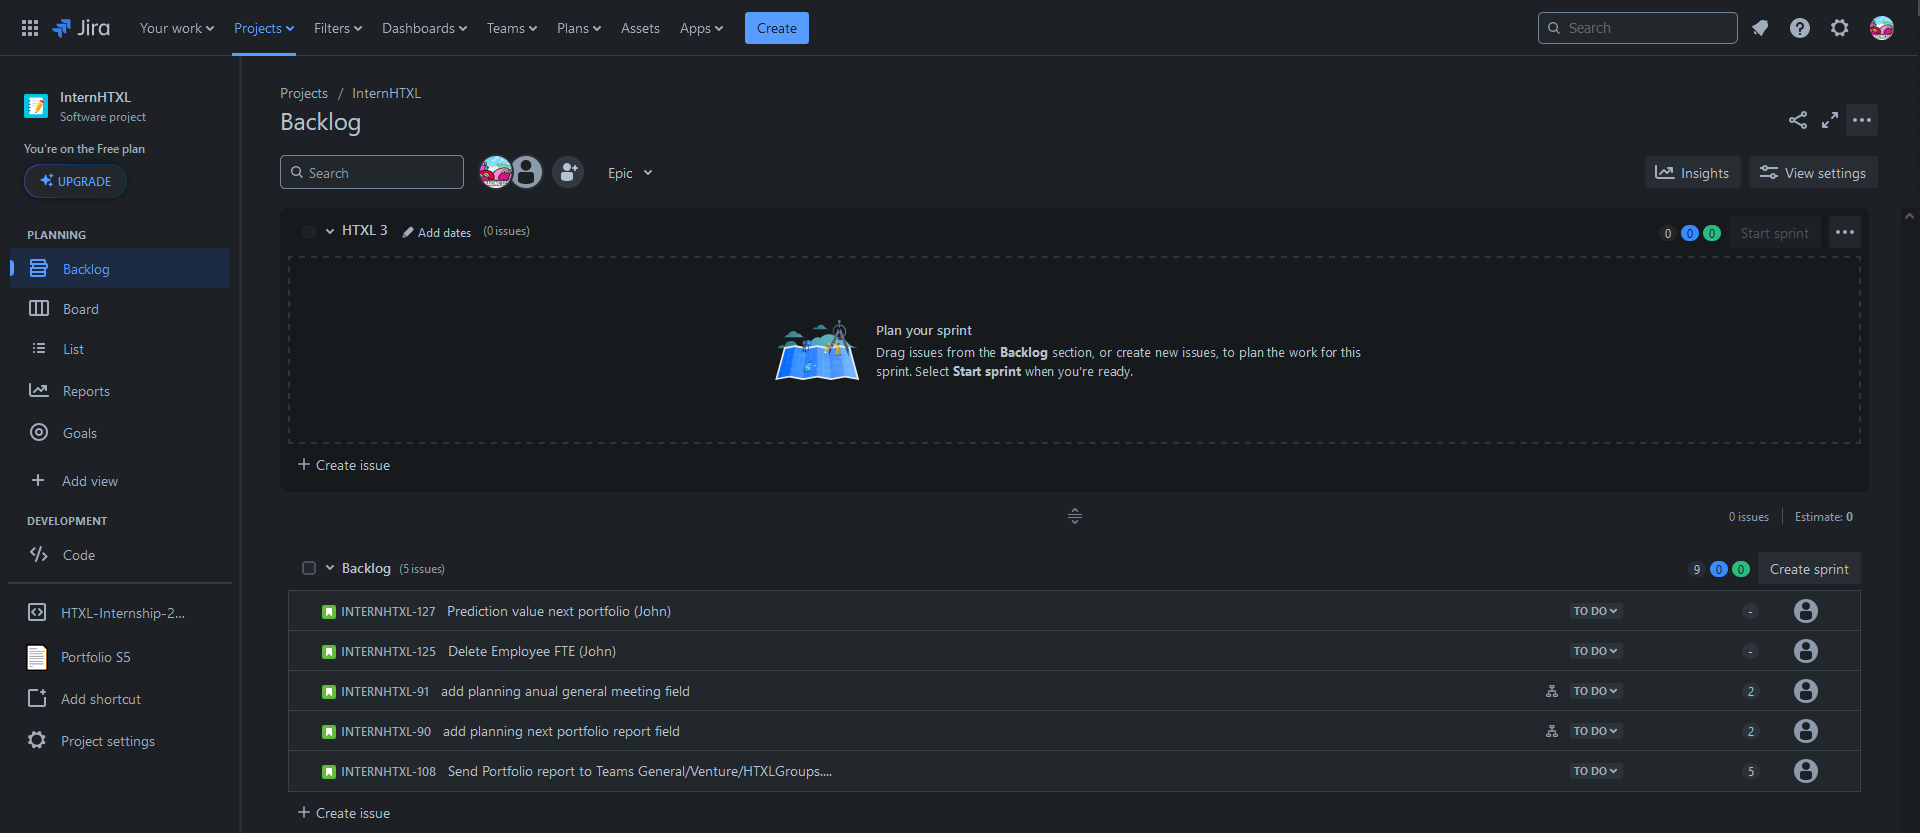 Jira
Your work
Projects
Filters
Dashboards
Teams
Plans
Assets
Apps
Create
Search
InternHTXL
Software project
You're on the Free plan
UPGRADE
PLANNING
Backlog
Board
List
Reports
Goals
Add view
DEVELOPMENT
Code
HTXL-Internship-2...
Portfolio S5
Add shortcut
Project settings
Projects / InternHTXL
Backlog
Search
Epic
Insights
View settings
HTXL 3 Add dates (0 issues)
0 0 0 Start sprint
Plan your sprint
Drag issues from the Backlog section, or create new issues, to plan the work for this
sprint. Select Start sprint when you're ready.
+ Create issue
0 issues Estimate: 0
Backlog (5 issues)
9 0 0 Create sprint
INTERNHTXL-127 Prediction value next portfolio (John) TO DO -
INTERNHTXL-125 Delete Employee FTE (John) TO DO -
INTERNHTXL-91 add planning anual general meeting field TO DO 2
INTERNHTXL-90 add planning next portfolio report field TO DO 2
INTERNHTXL-108 Send Portfolio report to Teams General/Venture/HTXLGroups.... TO DO 5
+ Create issue